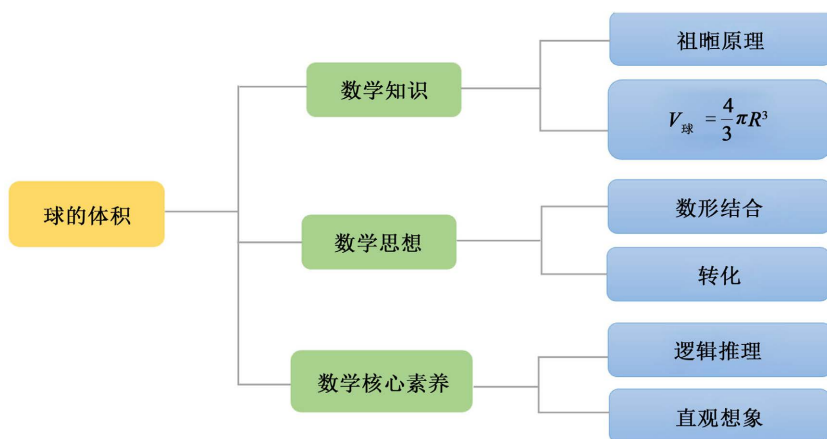 球的体积
数学知识
祖暅原理
V球 = 4/3 πR³
数学思想
数形结合
转化
数学核心素养
逻辑推理
直观想象